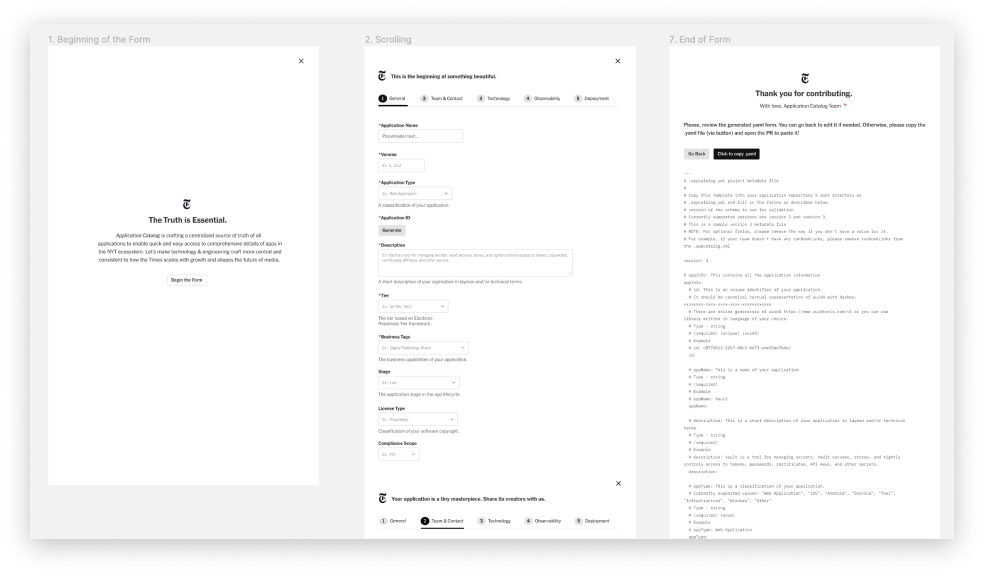 1. Beginning of the Form
The Truth is Essential.
Application Catalog is crafting a centralized source of truth of all
applications to enable quick and easy access to comprehensive details of apps
in the NYT ecosystem. Let's make technology & engineering craft more central and
consistent to how the Times scales with growth and shapes the future of media.
Begin the Form
2. Scrolling
This is the beginning of something beautiful.
1 General 2 Team & Contact 3 Technology 4 Observability 5 Deployment
*Application Name
Placeholder text...
*Version
Ex: 2, 10.2
*Application Type
Ex.: Web Application
A classification of your application.
*Application ID
Generate
*Description
Ex: Vault is a tool for managing secrets. Vault secures, stores, and tightly controls access to tokens, passwords,
certificates, API keys, and other secrets.
A short description of your application in laymen and/or technical terms.
*Tier
Ex.: No tier, Tier1
The tier based on Elections
Readiness Tier framework.
*Business Tags
Ex.: Digital Publishing, Brand
The business capabilities of your application.
Stage
Ex.: Live
The application stage in the app lifecycle.
License Type
Ex.: Proprietary
Classification of your software copyright.
Compliance Scope
Ex.: PCI
Your application is a tiny masterpiece. Share its creators with us.
1 General 2 Team & Contact 3 Technology 4 Observability 5 Deployment
7. End of Form
Thank you for contributing.
With love, Application Catalog Team
Please, review the generated yaml form. You can go back to edit it if needed. Otherwise, please copy the
.yaml file (via button) and open the PR to paste it!
Go Back Click to copy .yaml
---
# .appcatalog.yml project metadata file
#
# Copy this template into your application repository's root directory as
# .appcatalog.yml and fill in the fields as described below.
# version of the schema to use for validation.
# Currently supported versions are version 2 and version 3.
# This is a sample version 3 metadata file
# NOTE: For optional fields, please remove the key if you don't have a value for it.
# For example, if your team doesn't have any runbookLinks, please remove runbookLinks from
the .appcatalog.yml
version: 3
# appInfo: This contains all the application information
appInfo:
# id: This is an unique identifies of your application.
# It should be canonical textual representation of uuid4 with dashes:
xxxxxxxx-xxxx-xxxx-xxxx-xxxxxxxxxxxx
# There are online generators of uuid4 https://www.uuidtools.com/v4 or you can use
library written in language of your choice.
# Type - string
# (required) (unique) (uuid4)
# Example
id:
# appName: This is a name of your application.
# Type - string
# (required)
# Example
# appName: Vault
appName:
# description: This is a short description of your application in laymen and/or technical
terms.
# Type - string
# (required)
# Example
# description: Vault is a tool for managing secrets. Vault secures, stores, and tightly
controls access to tokens, passwords, certificates, API keys, and other secrets.
description:
# appType: This is a classification of your application.
# Currently supported values: "Web Application", "iOS", "Android", "Service", "Tool",
"Infrastructure", "Windows", "Other"
# Type - string
# (required) (enum)
# Example
# appType: Web Application
appType: